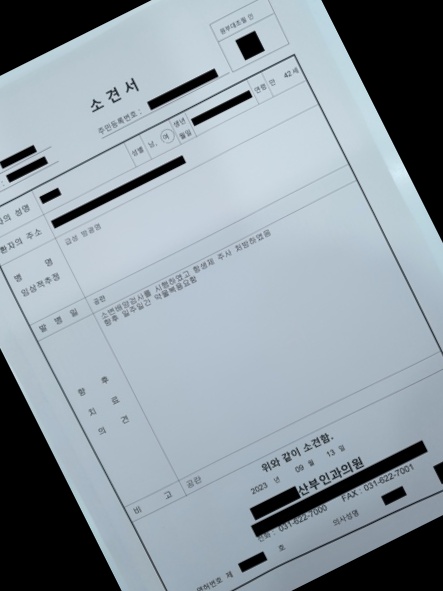 원부대조필 인
소견서
주민등록번호 :
환자의 성명
성별 남, 여
생년월일
연령 만 42 세
환자의 주소
병 명
임상적추정
급성 방광염
발 병 일
공란
향 후 치 료 의 견
소변배양검사를 시행하였고 항생제 주사 처방하였음
향후 일주일간 약물복용요함
비 고
공란
위와 같이 소견함.
2023 년 09 월 13 일
산부인과의원
전화 : 031-622-7000 FAX : 031-622-7001
면허번호 제 호
의사성명